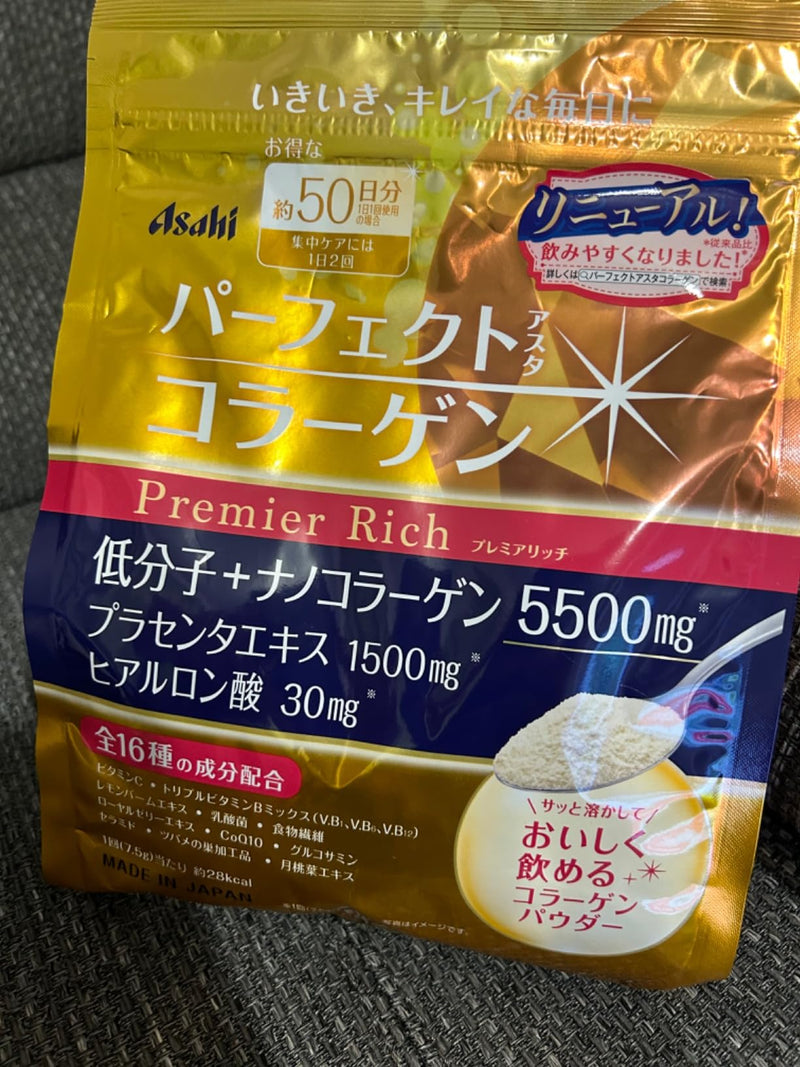 いきいき、キレイな毎日に
お得な
約50日分
1日1回使用
の場合
集中ケアには
1日2回
Asahi
リニューアル!
*従来品比
飲みやすくなりました!*
詳しくはパーフェクトアスタコラーゲンで検索
パーフェクト
アスタ
コラーゲン
Premier Rich プレミアリッチ
低分子+ナノコラーゲン 5500mg※
プラセンタエキス 1500mg※
ヒアルロン酸 30mg※
全16種の成分配合
ビタミンC・トリプルビタミンBミックス(V.B1、V.B6、V.B12)
レモンバームエキス・乳酸菌・食物繊維
ローヤルゼリーエキス・CoQ10・グルコサミン
セラミド・ツバメの巣加工品・月桃葉エキス
1回(7.5g)当たり 約28kcal
MADE IN JAPAN
写真はイメージです。
\サッと溶かして/
おいしく
飲める
コラーゲン
パウダー